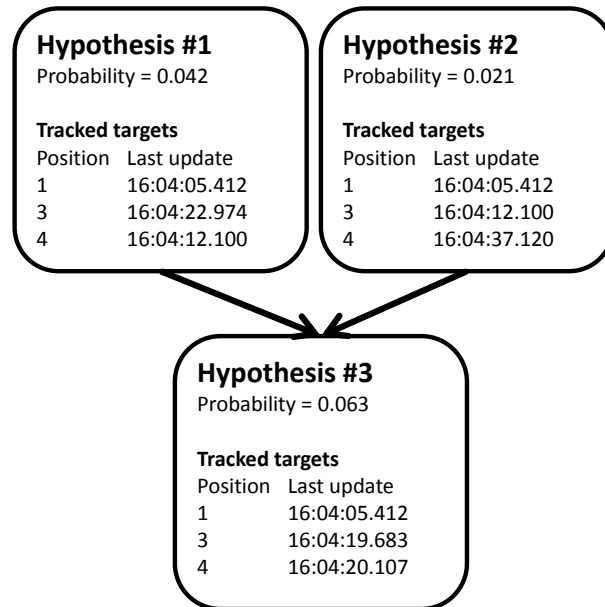 Hypothesis #1
Probability = 0.042
Tracked targets
Position Last update
1 16:04:05.412
3 16:04:22.974
4 16:04:12.100
Hypothesis #2
Probability = 0.021
Tracked targets
Position Last update
1 16:04:05.412
3 16:04:12.100
4 16:04:37.120
Hypothesis #3
Probability = 0.063
Tracked targets
Position Last update
1 16:04:05.412
3 16:04:19.683
4 16:04:20.107